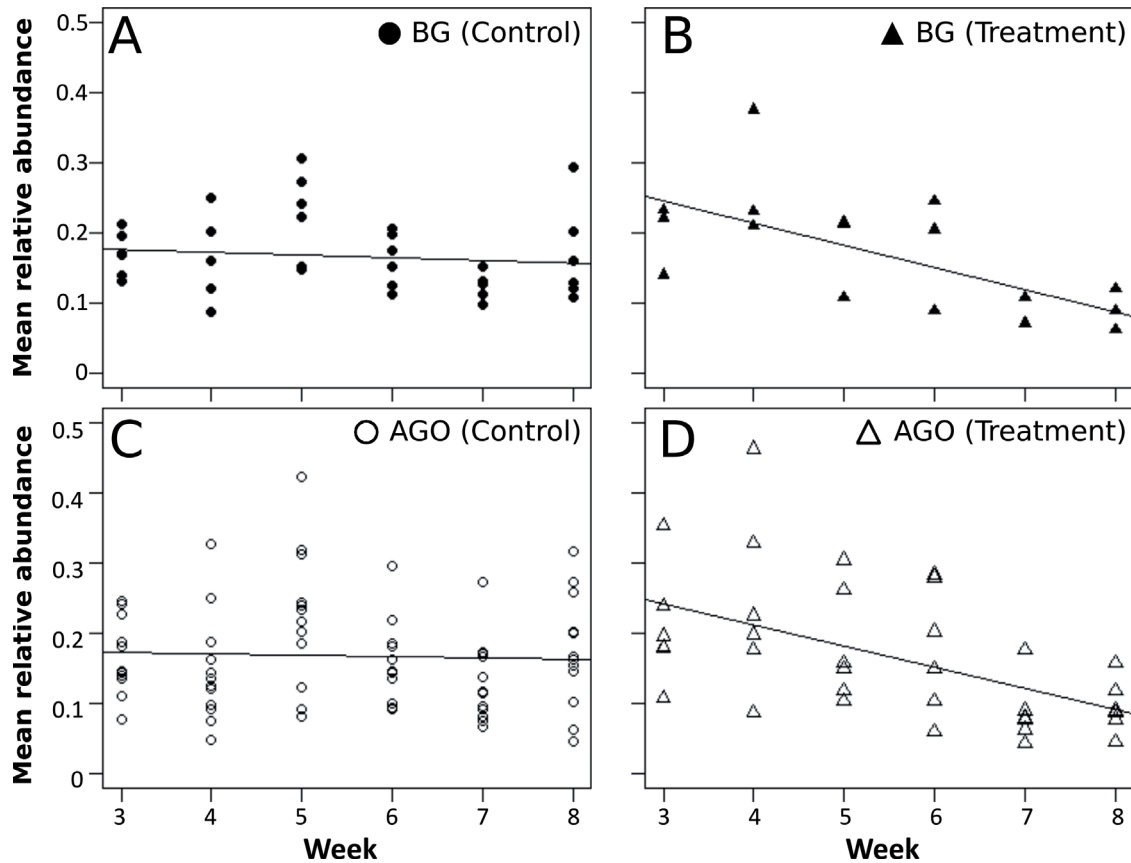 A
BG (Control)
B
BG (Treatment)
Mean relative abundance
0.5
0.4
0.3
0.2
0.1
0
C
AGO (Control)
D
AGO (Treatment)
Mean relative abundance
0.5
0.4
0.3
0.2
0.1
0
3 4 5 6 7 8
3 4 5 6 7 8
Week
Week